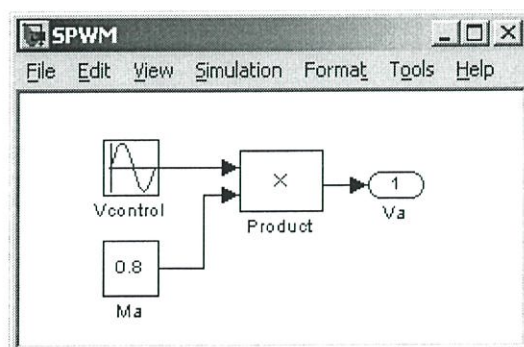 SPWM
File Edit View Simulation Format Tools Help
Vcontrol
×
Product
1
Va
0.8
Ma